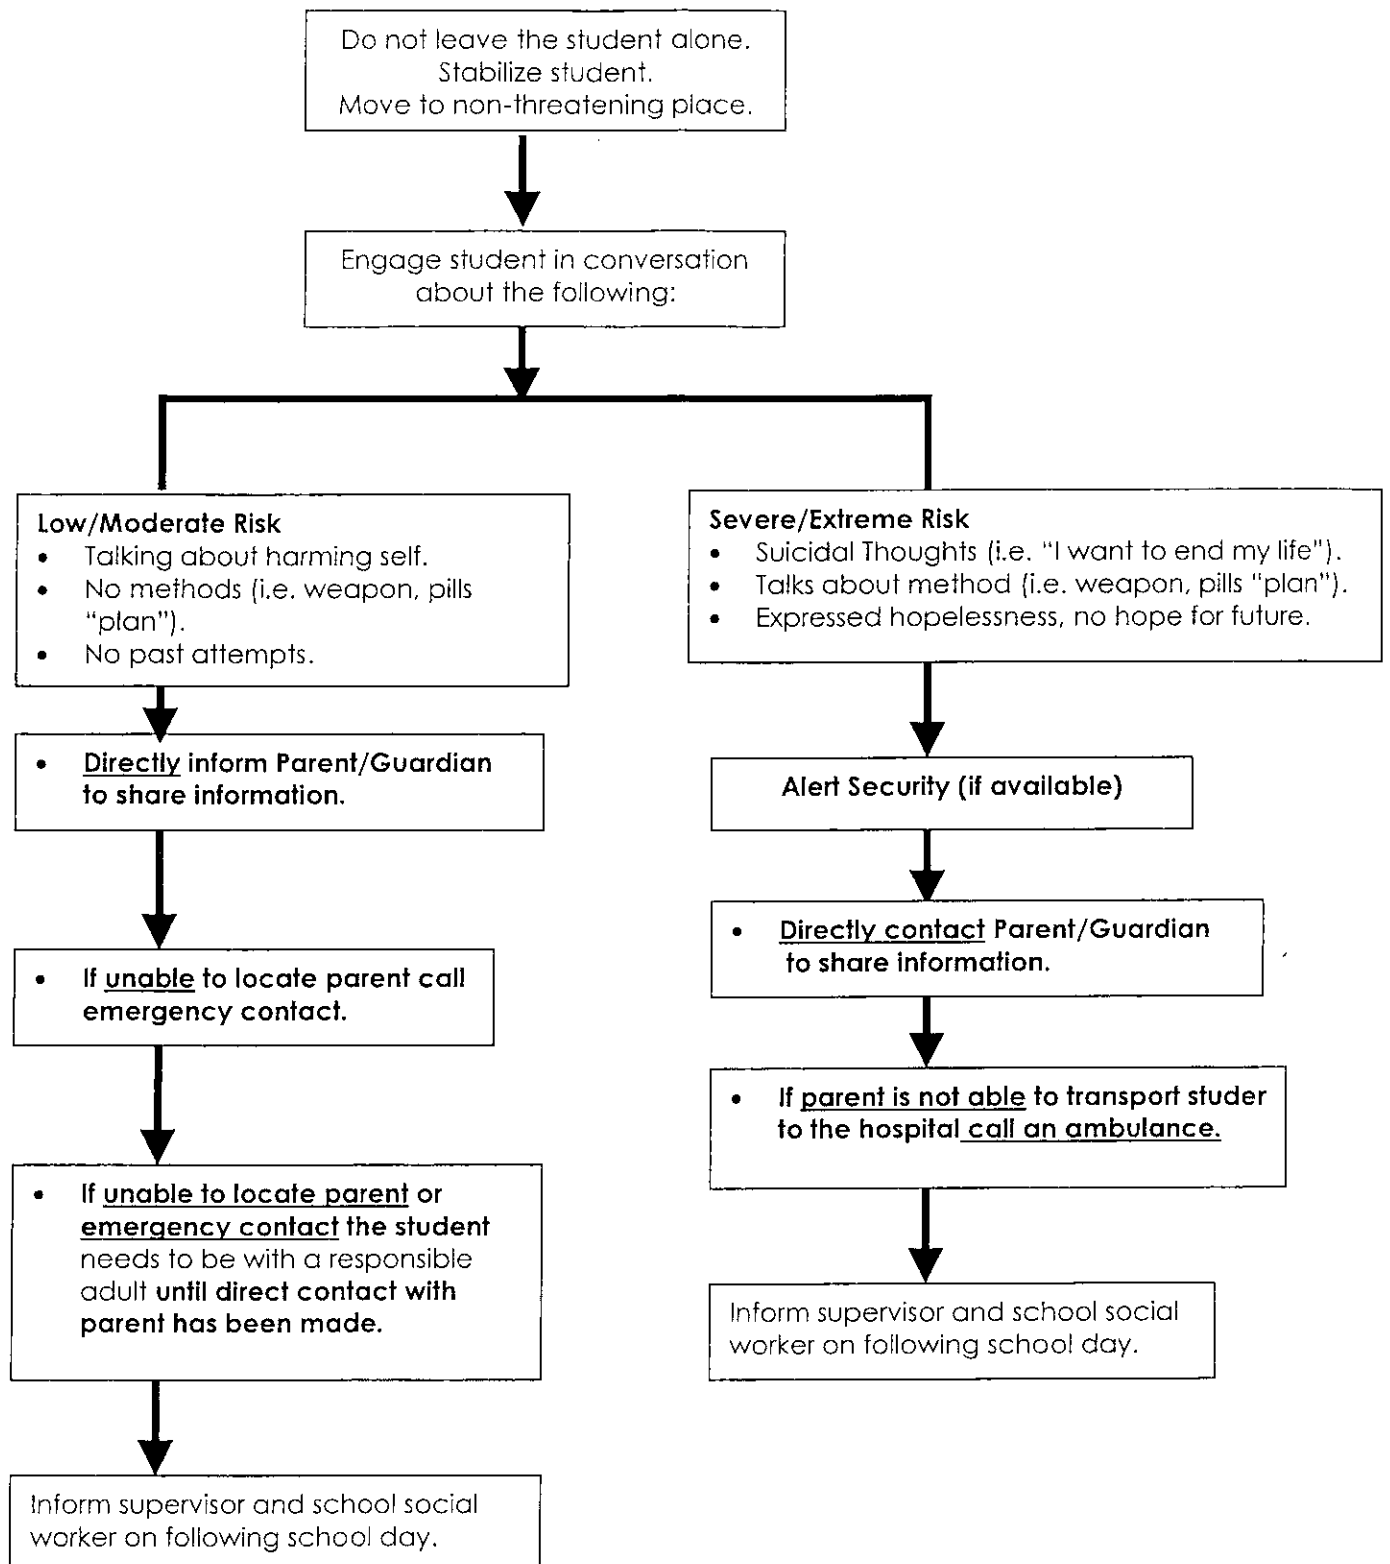 Do not leave the student alone.
Stabilize student.
Move to non-threatening place.
Engage student in conversation
about the following:
Low/Moderate Risk
• Talking about harming self.
• No methods (i.e. weapon, pills
“plan”).
• No past attempts.
• Directly inform Parent/Guardian
to share information.
• If unable to locate parent call
emergency contact.
• If unable to locate parent or
emergency contact the student
needs to be with a responsible
adult until direct contact with
parent has been made.
Inform supervisor and school social
worker on following school day.
Severe/Extreme Risk
• Suicidal Thoughts (i.e. “I want to end my life”).
• Talks about method (i.e. weapon, pills “plan”).
• Expressed hopelessness, no hope for future.
Alert Security (if available)
• Directly contact Parent/Guardian
to share information.
• If parent is not able to transport studer
to the hospital call an ambulance.
Inform supervisor and school social
worker on following school day.